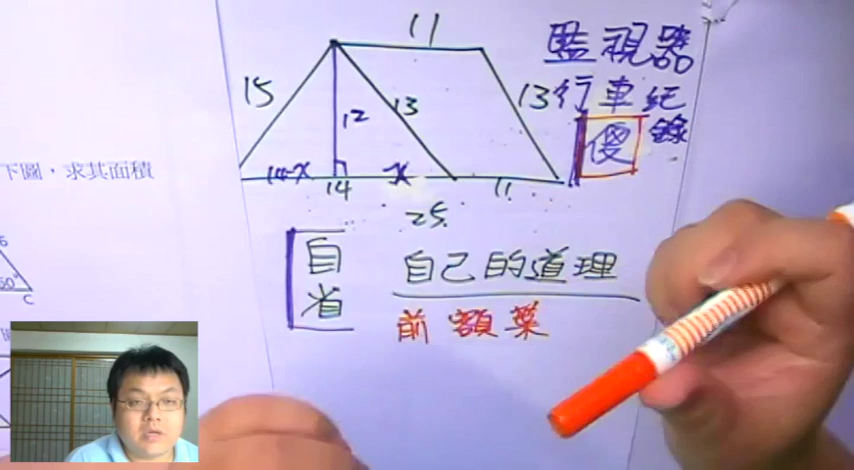 11
監視器
15
13
13
行車紀
錄
12
傻
下圖，求其面積
14-x
x
14
11
25
自
省
自己的道理
前額葉
60°
C